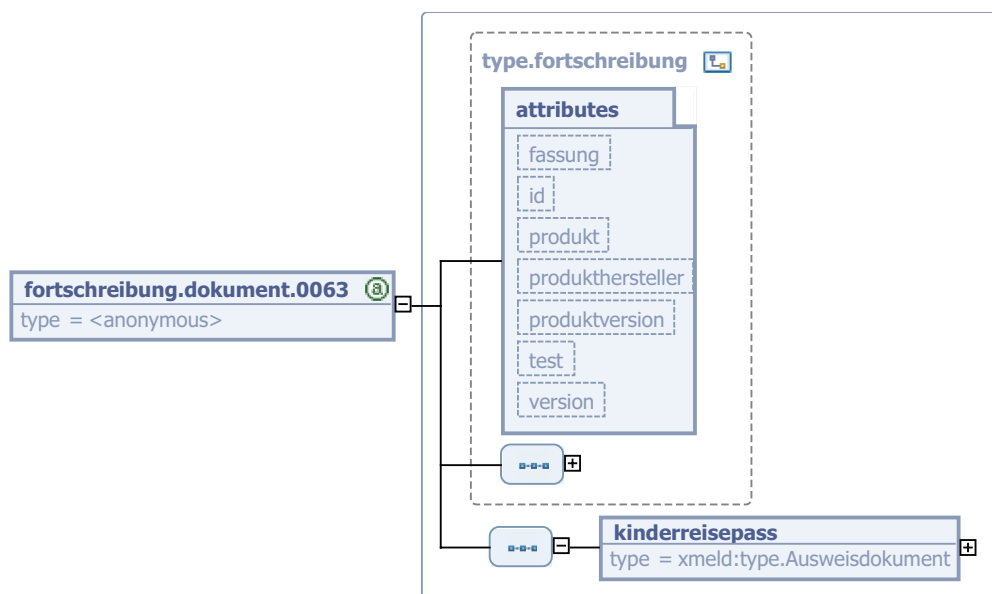 type.fortschreibung
attributes
fassung
id
produkt
produkthersteller
produktversion
test
version
fortschreibung.dokument.0063 @
type = <anonymous>
kinderreisepass
type = xmeld:type.Ausweisdokument